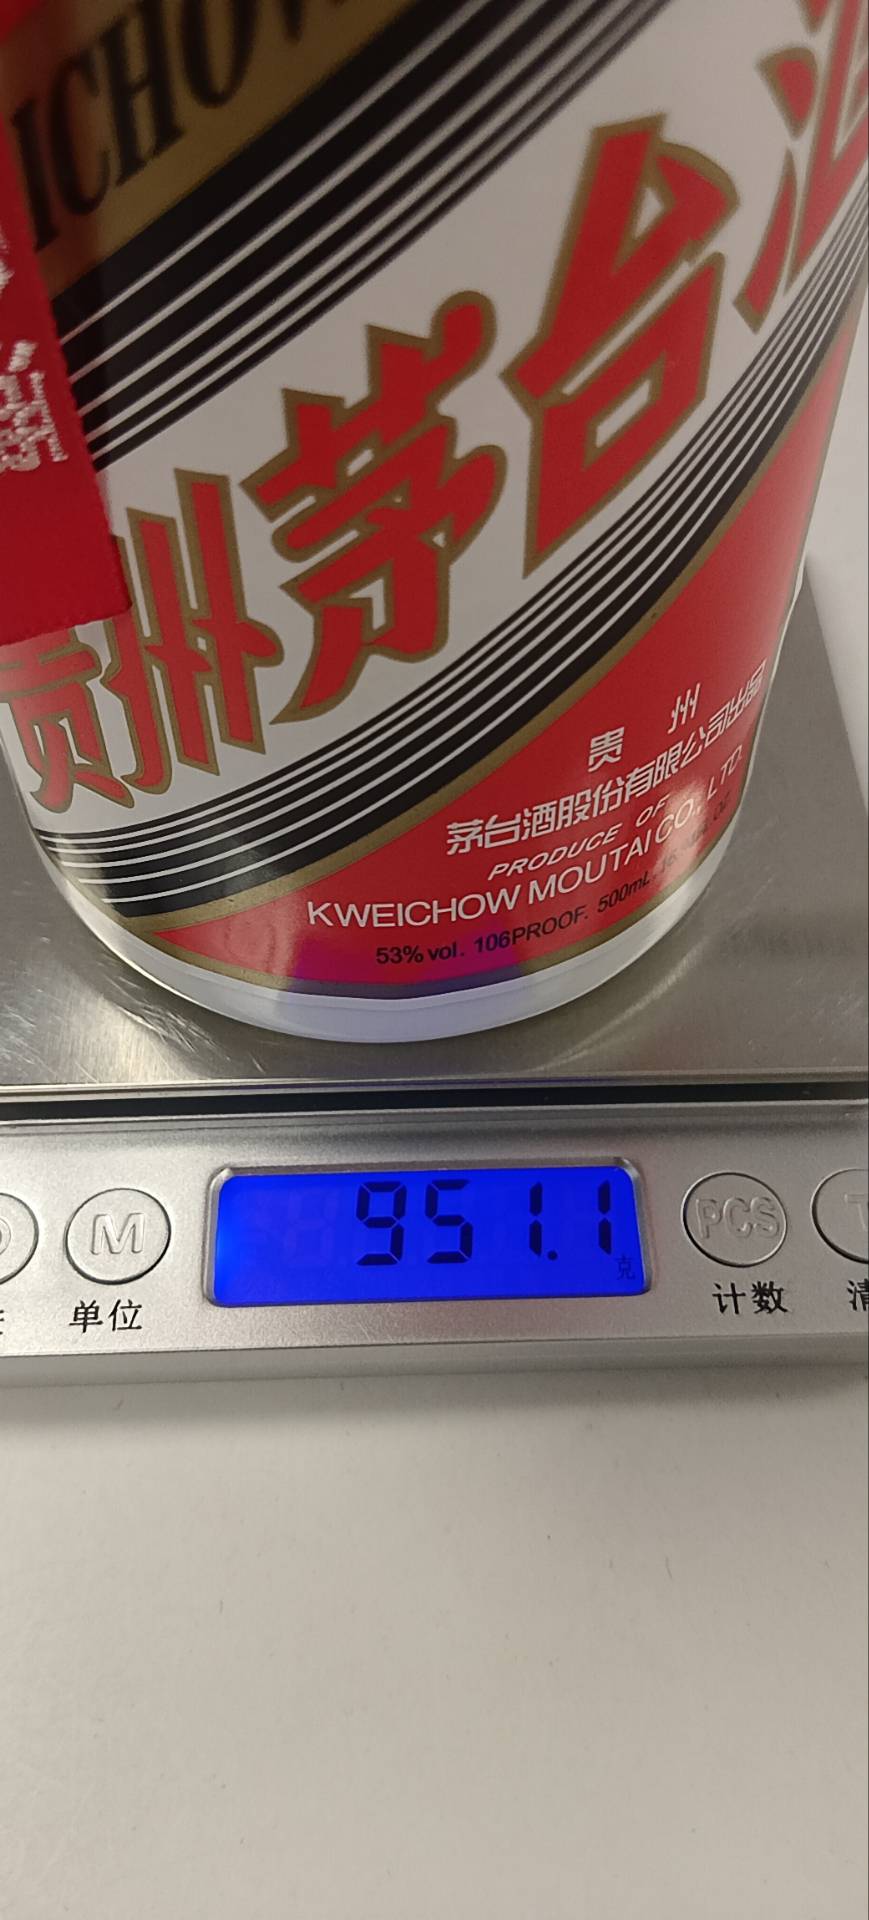 ICHOW
贵州茅台酒
贵州
茅台酒股份有限公司出品
PRODUCE OF
KWEICHOW MOUTAI CO., LTD.
53% vol. 106PROOF. 500mL.
951.1
克
M
PCS
T
单位
计数
清